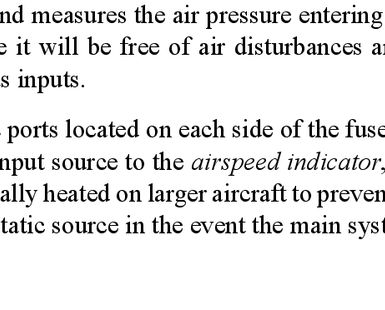 nd measures the air pressure entering
e it will be free of air disturbances a
s inputs.
ports located on each side of the fuse
nput source to the airspeed indicator,
ally heated on larger aircraft to preven
tatic source in the event the main syst